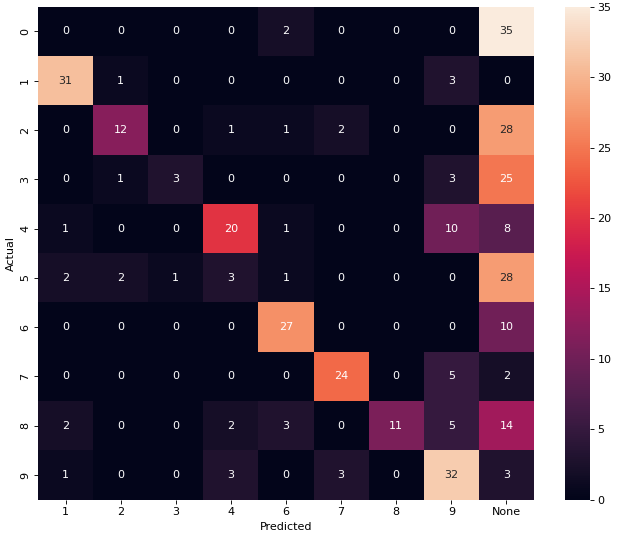 0 0 0 0 0 2 0 0 0 35
1 31 1 0 0 0 0 0 3 0
2 0 12 0 1 1 2 0 0 28
3 0 1 3 0 0 0 0 3 25
4 1 0 0 20 1 0 0 10 8
5 2 2 1 3 1 0 0 0 28
6 0 0 0 0 27 0 0 0 10
7 0 0 0 0 0 24 0 5 2
8 2 0 0 2 3 0 11 5 14
9 1 0 0 3 0 3 0 32 3
1 2 3 4 6 7 8 9 None
Predicted
Actual
35
30
25
20
15
10
5
0